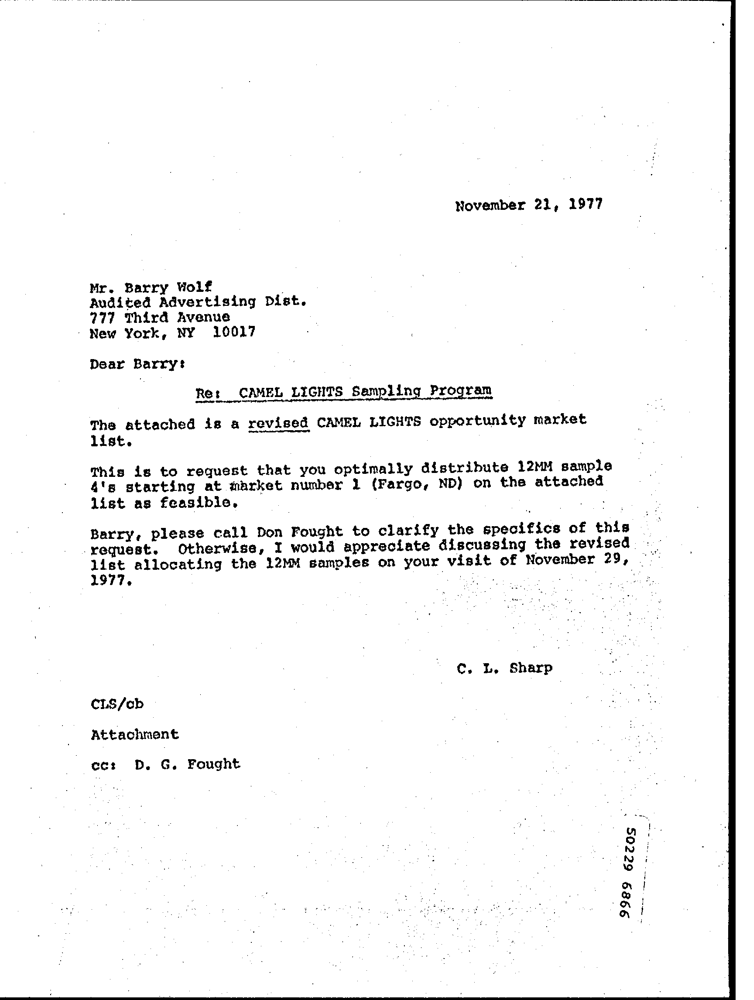 November 21, 1977
Mr. Barry Wolf
Audited Advertising Dist.
777 Third Avenue
New York, NY 10017
Dear Barry:
Re: CAMEL LIGHTS Sampling Program
The attached is a revised CAMEL LIGHTS opportunity market
list.
This is to request that you optimally distribute 12MM sample
4's starting at market number 1 (Fargo, ND) on the attached
list as feasible.
Barry, please call Don Fought to clarify the specifics of this
request. Otherwise, I would appreciate discussing the revised
list allocating the 12MM samples on your visit of November 29,
1977.
C. L. Sharp
CLS/cb
Attachment
cc: D. G. Fought
50229 6866